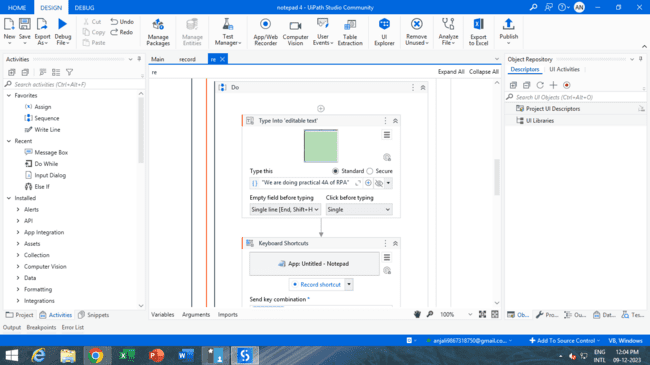 notepad 4 - UiPath Studio Community
HOME
DESIGN
DEBUG
AN
New
Save
Export As
Debug File
Cut
Copy
Paste
Undo
Redo
Manage Packages
Manage Entities
Test Manager
App/Web Recorder
Computer Vision
User Events
Table Extraction
UI Explorer
Remove Unused
Analyze File
Export to Excel
Publish
Activities
Search activities (Ctrl+Alt+F)
Favorites
Assign
Sequence
Write Line
Recent
Message Box
Do While
Input Dialog
Else If
Installed
Alerts
API
App Integration
Assets
Collection
Computer Vision
Data
Formatting
Integrations
Project
Activities
Snippets
Main
record
re
re
Expand All
Collapse All
Do
Type Into 'editable text'
Type this
Standard
Secure
"We are doing prectical 4A of RPA"
Empty field before typing
Click before typing
Single line [End, Shift+H
Single
Keyboard Shortcuts
App: Untitled - Notepad
Record shortcut
Send key combination *
Variables
Arguments
Imports
100%
Object Repository
Descriptors
UI Activities
Search UI Objects (Ctrl+Alt+O)
Project UI Descriptors
UI Libraries
Ob...
Pro...
Ou...
Dat...
Tes...
Output
Breakpoints
Error List
anjali9867318750@gmail.co...
Add To Source Control
VB, Windows
ENG
INTL
12:04 PM
09-12-2023